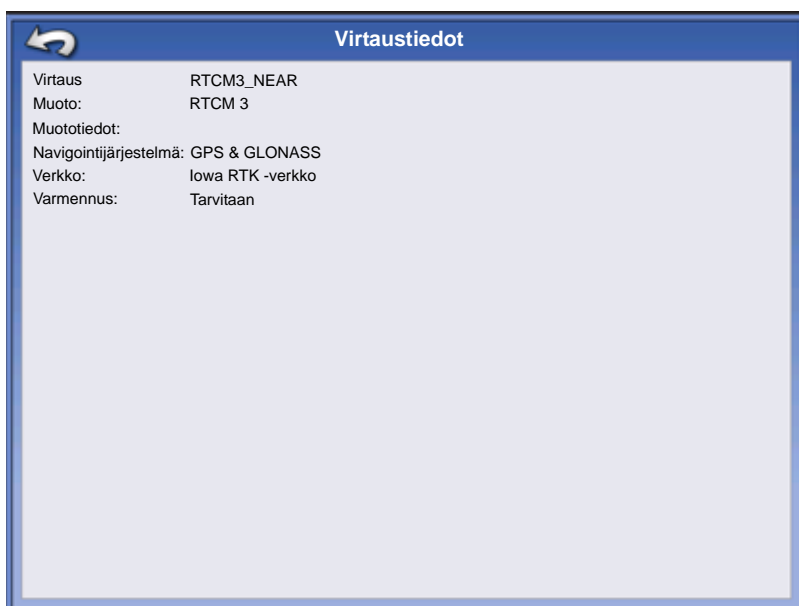 Virtaustiedot
Virtaus RTCM3_NEAR
Muoto: RTCM 3
Muototiedot:
Navigointijärjestelmä: GPS & GLONASS
Verkko: Iowa RTK -verkko
Varmennus: Tarvitaan